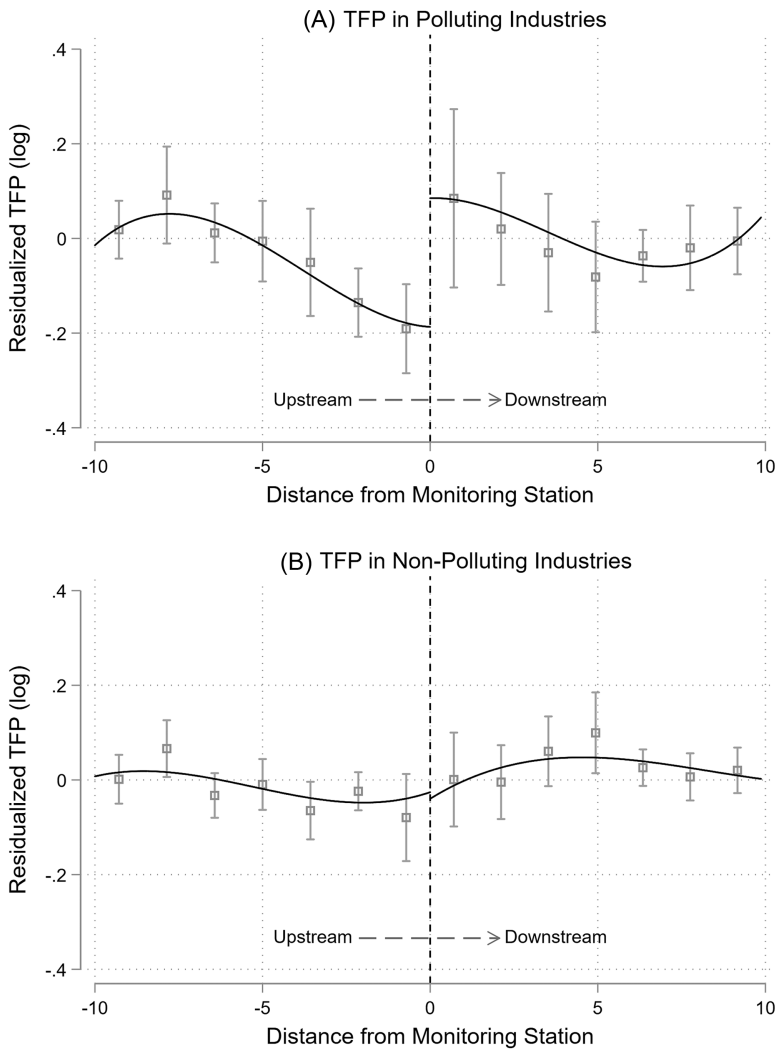 (A) TFP in Polluting Industries
Residualized TFP (log)
.4
.2
0
-.2
-.4
Upstream Downstream
-10 -5 0 5 10
Distance from Monitoring Station
(B) TFP in Non-Polluting Industries
Residualized TFP (log)
.4
.2
0
-.2
-.4
Upstream Downstream
-10 -5 0 5 10
Distance from Monitoring Station